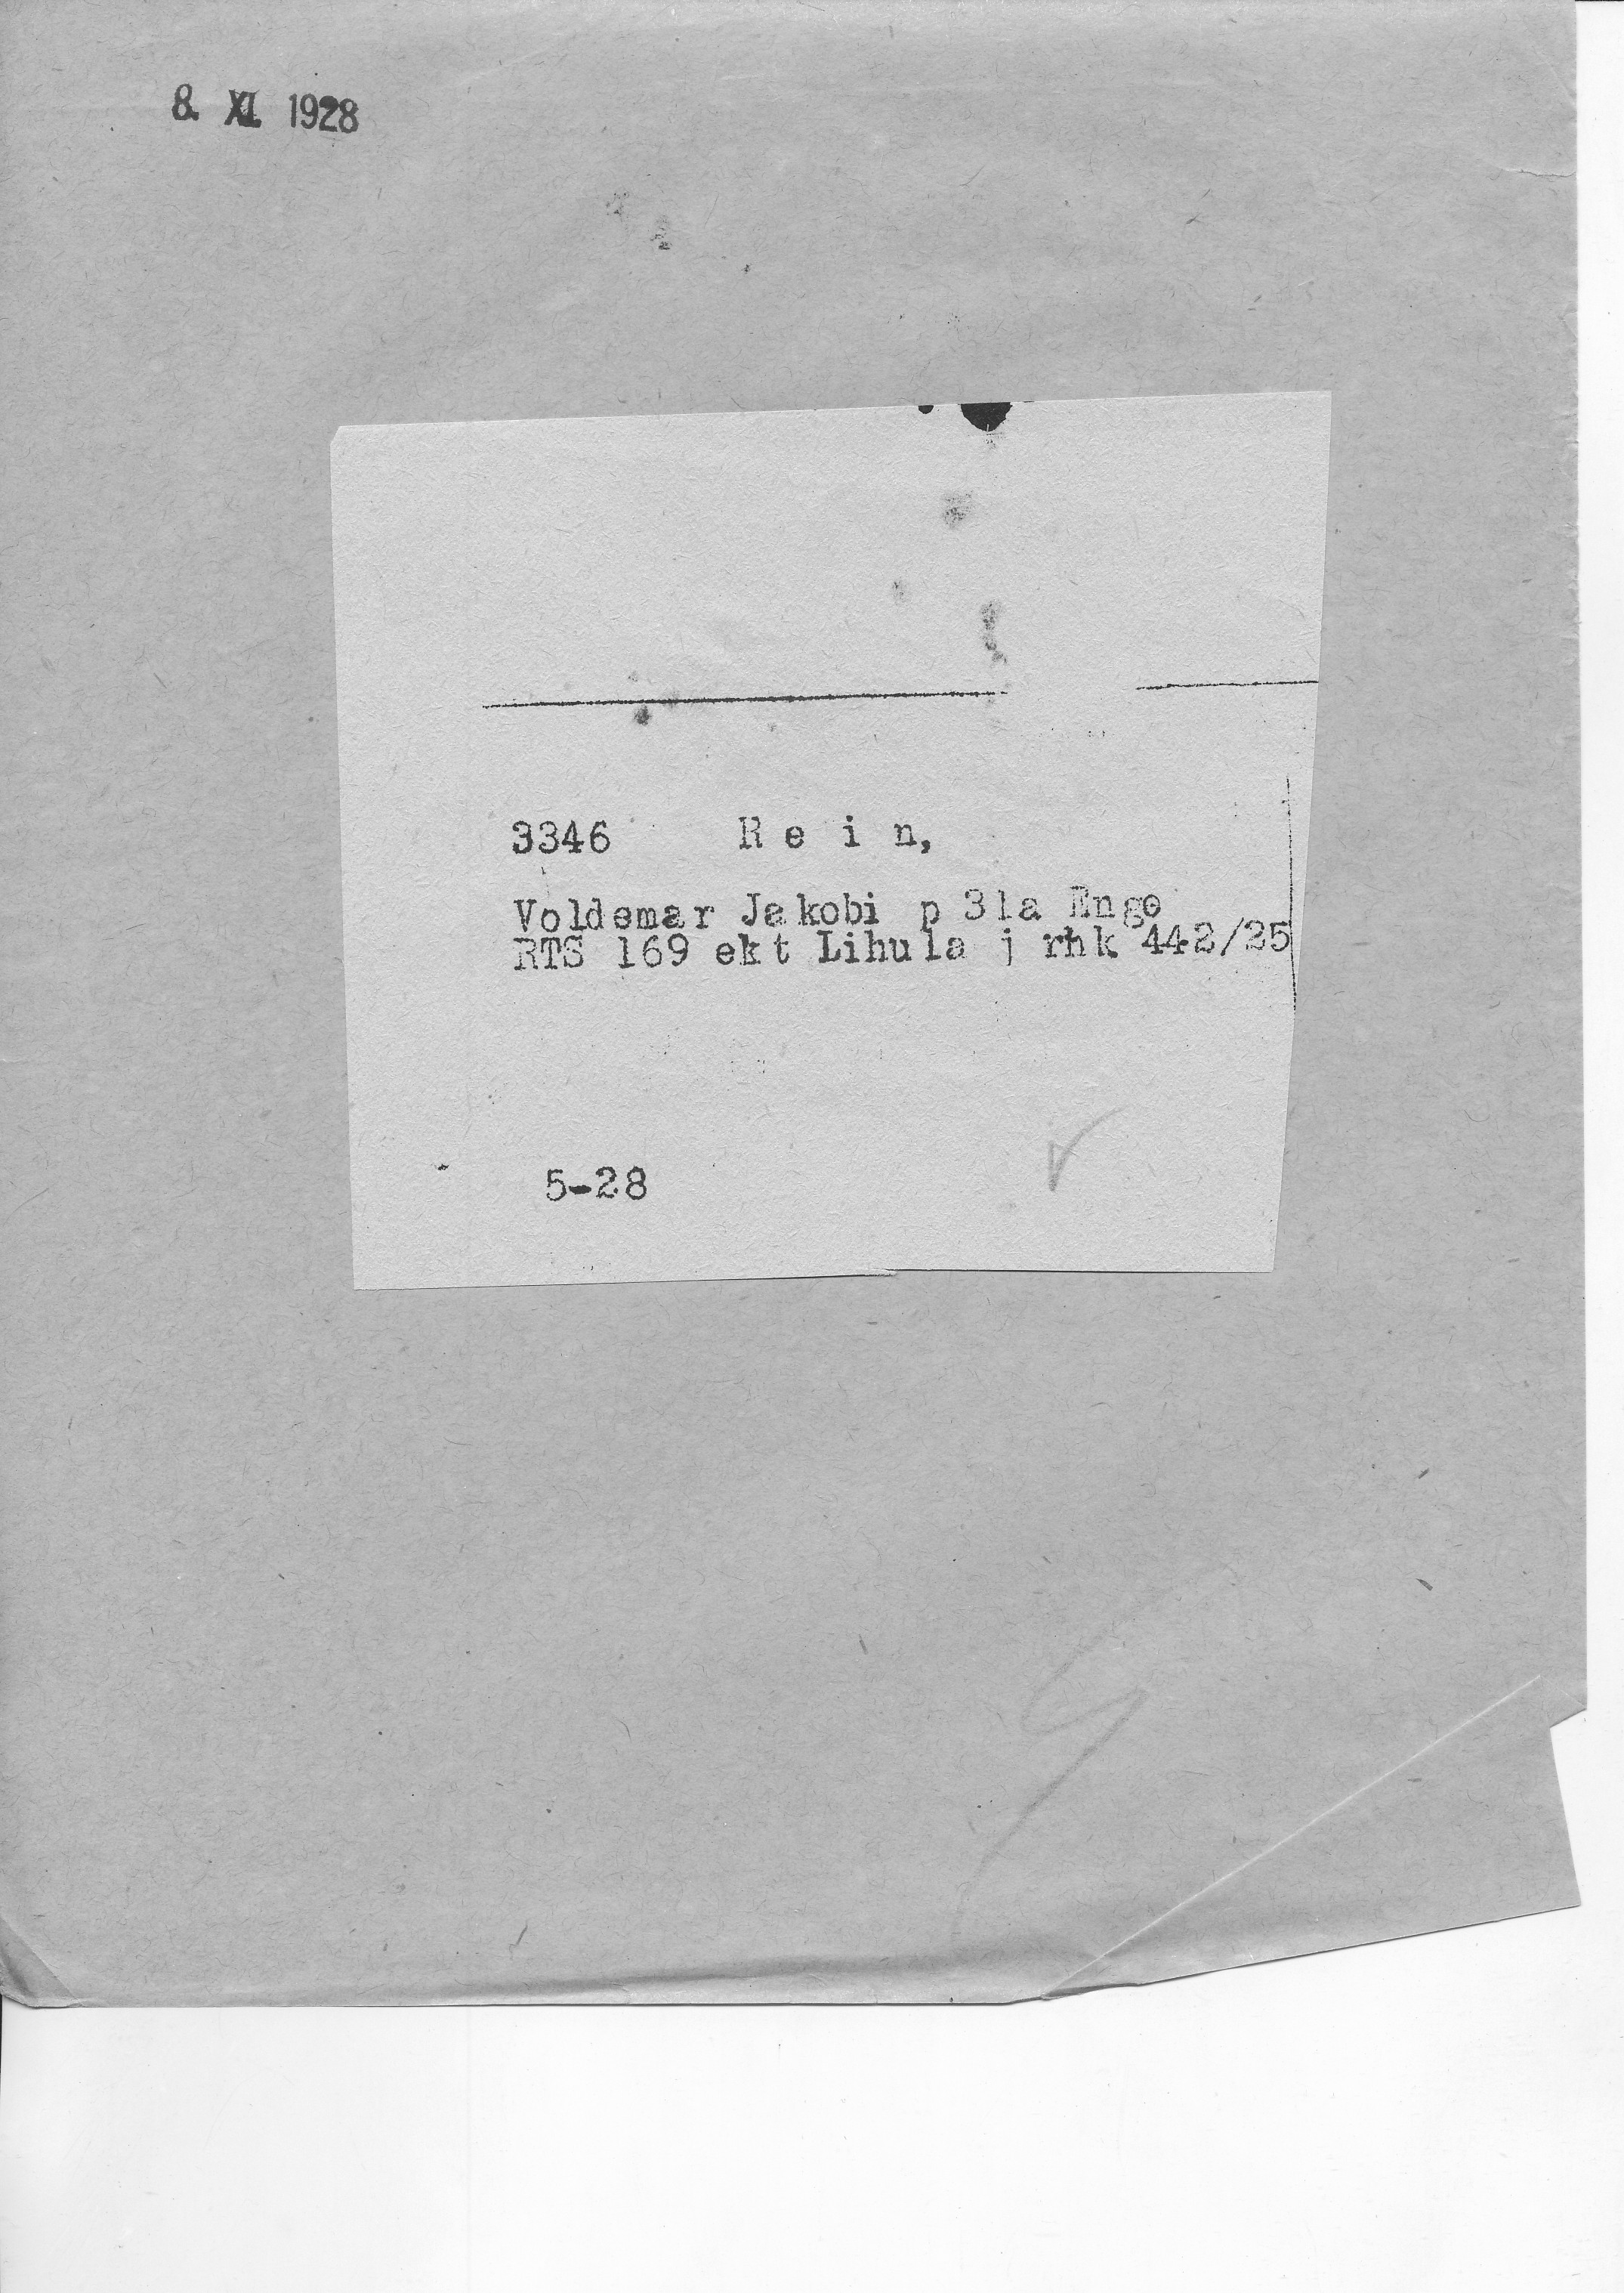 8. XI. 1928
3346 R e i n,
Voldemar Jakobi p 31a Enge
RTS 169 ekt Lihula j rhk 442/25
5-28